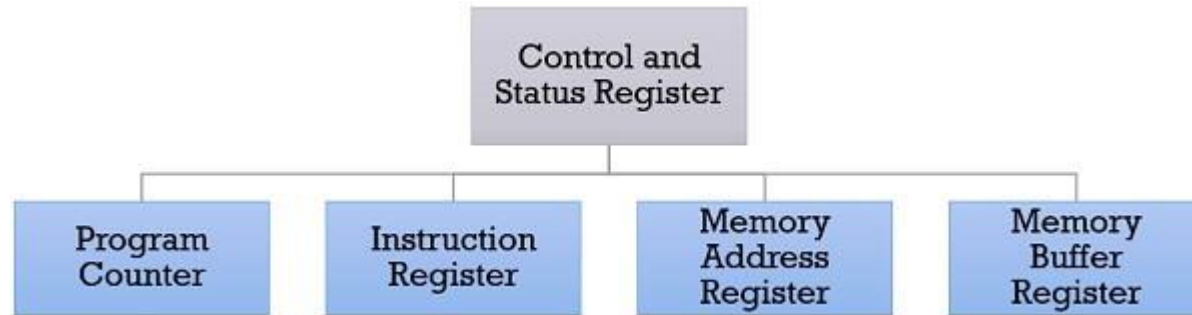 Control and
Status Register
Program
Counter
Instruction
Register
Memory
Address
Register
Memory
Buffer
Register